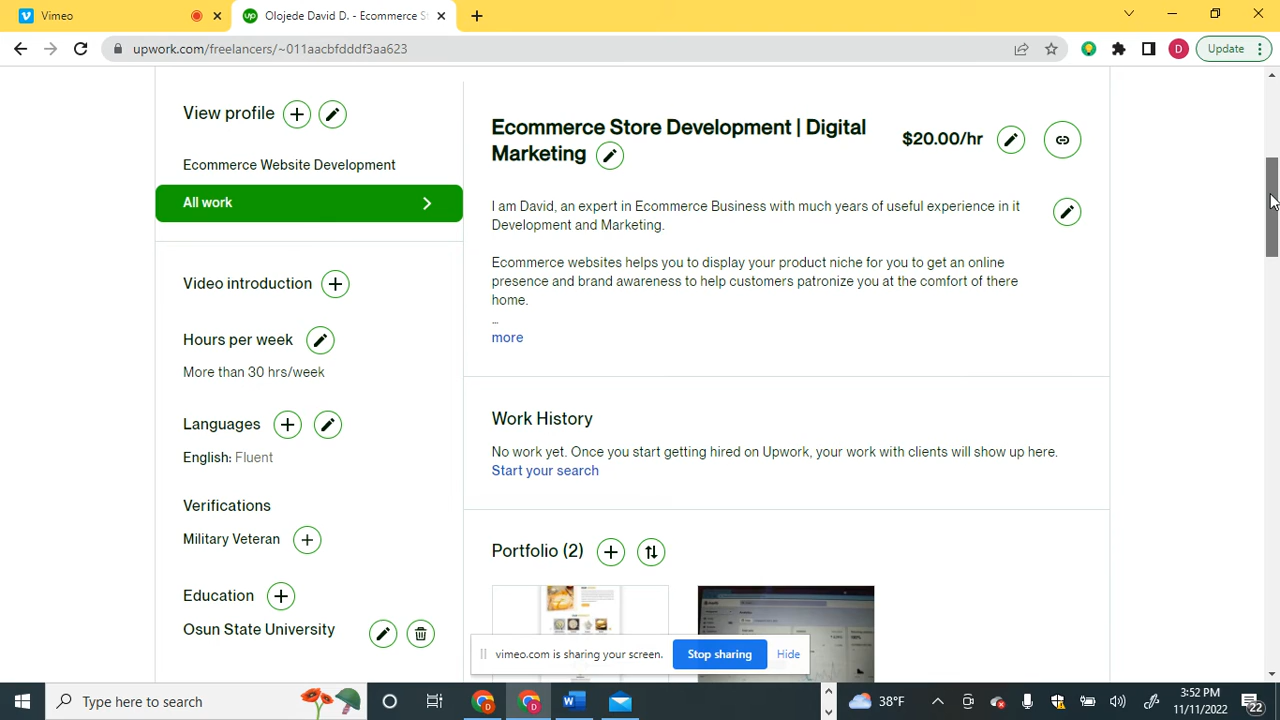 Vimeo
Olojede David D. - Ecommerce S
upwork.com/freelancers/~011aacbfdddf3aa623
D
Update
View profile
Ecommerce Website Development
All work
Video introduction
Hours per week
More than 30 hrs/week
Languages
English: Fluent
Verifications
Military Veteran
Education
Osun State University
Ecommerce Store Development | Digital
Marketing
$20.00/hr
I am David, an expert in Ecommerce Business with much years of useful experience in it
Development and Marketing.
Ecommerce websites helps you to display your product niche for you to get an online
presence and brand awareness to help customers patronize you at the comfort of there
home.
...
more
Work History
No work yet. Once you start getting hired on Upwork, your work with clients will show up here.
Start your search
Portfolio (2)
vimeo.com is sharing your screen.
Stop sharing
Hide
Type here to search
38°F
3:52 PM
11/11/2022
22